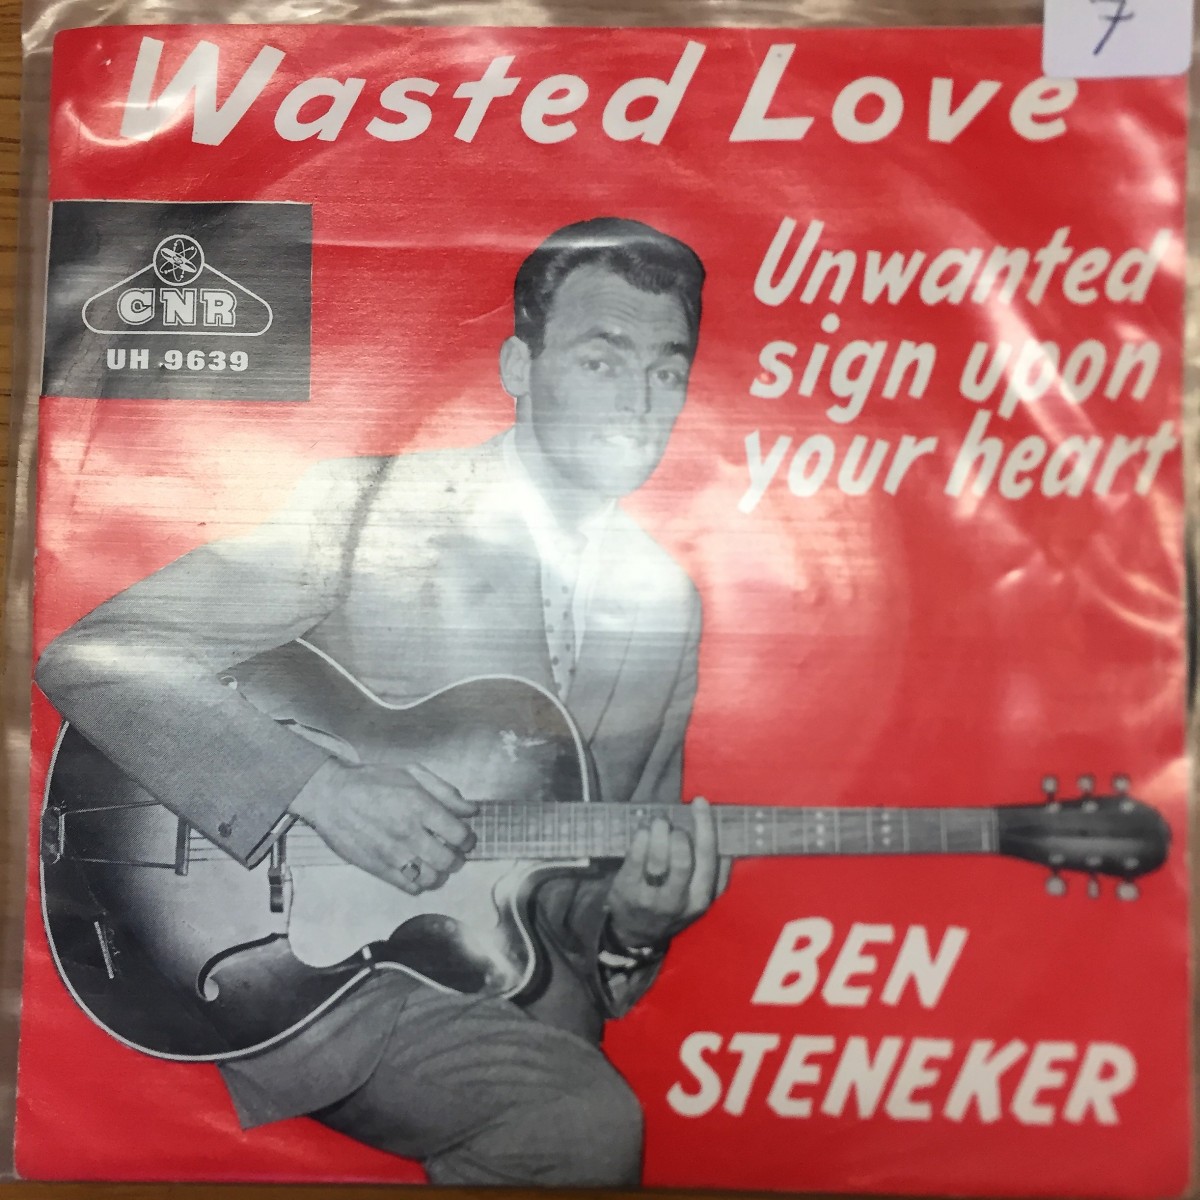 7
Wasted Love
CNR
UH 9639
Unwanted
sign upon
your heart
BEN
STENEKER